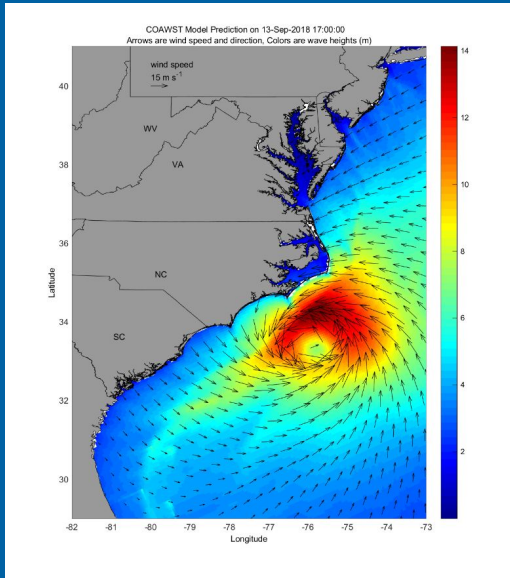 COAWST Model Prediction on 13-Sep-2018 17:00:00
Arrows are wind speed and direction, Colors are wave heights (m)
wind speed
15 m s⁻¹
WV
VA
NC
SC
Latitude
40
38
36
34
32
30
-82 -81 -80 -79 -78 -77 -76 -75 -74 -73
Longitude
14
12
10
8
6
4
2